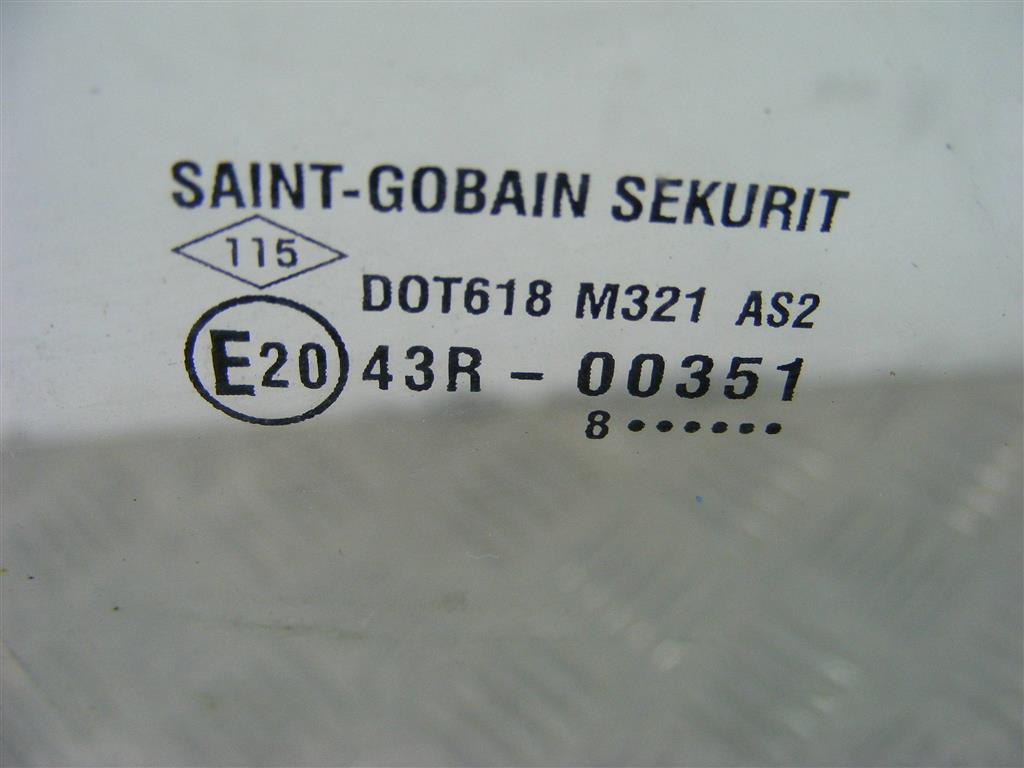 SAINT-GOBAIN SEKURIT
115
DOT618 M321 AS2
E20 43R - 00351
8 ••••••